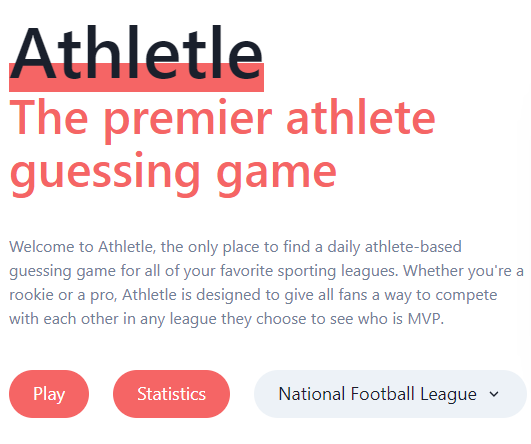 Athletle
The premier athlete
guessing game
Welcome to Athletle, the only place to find a daily athlete-based
guessing game for all of your favorite sporting leagues. Whether you're a
rookie or a pro, Athletle is designed to give all fans a way to compete
with each other in any league they choose to see who is MVP.
Play Statistics National Football League